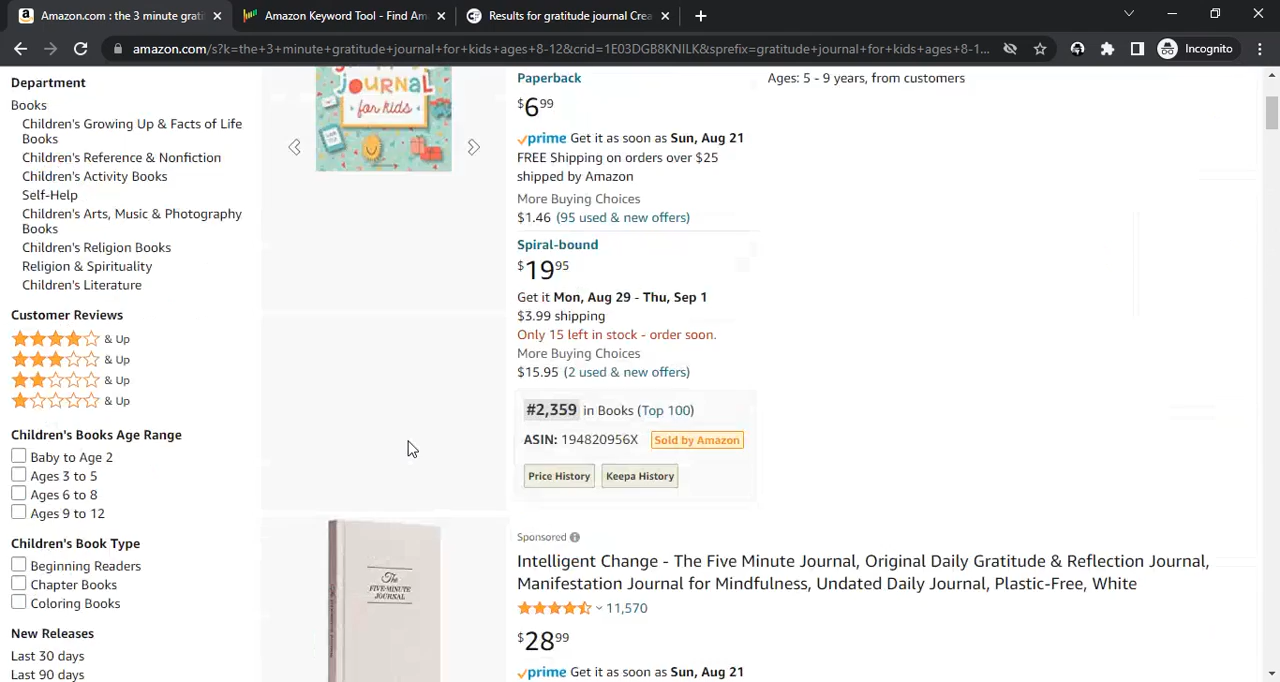 Amazon.com : the 3 minute grati
Amazon Keyword Tool - Find Am
Results for gratitude journal Crea
amazon.com/s?k=the+3+minute+gratitude+journal+for+kids+ages+8-12&crid=1E03DGB8KNILK&sprefix=gratitude+journal+for+kids+ages+8-1...
Incognito
Department
Books
Children's Growing Up & Facts of Life
Books
Children's Reference & Nonfiction
Children's Activity Books
Self-Help
Children's Arts, Music & Photography
Books
Children's Religion Books
Religion & Spirituality
Children's Literature
Customer Reviews
& Up
& Up
& Up
& Up
Children's Books Age Range
Baby to Age 2
Ages 3 to 5
Ages 6 to 8
Ages 9 to 12
Children's Book Type
Beginning Readers
Chapter Books
Coloring Books
New Releases
Last 30 days
Last 90 days
JOURNAL
for kids
Paperback
$6.99
prime Get it as soon as Sun, Aug 21
FREE Shipping on orders over $25
shipped by Amazon
More Buying Choices
$1.46 (95 used & new offers)
Spiral-bound
$19.95
Get it Mon, Aug 29 - Thu, Sep 1
$3.99 shipping
Only 15 left in stock - order soon.
More Buying Choices
$15.95 (2 used & new offers)
#2,359 in Books (Top 100)
ASIN: 194820956X Sold by Amazon
Price History Keepa History
Ages: 5 - 9 years, from customers
The
FIVE-MINUTE
JOURNAL
Sponsored
Intelligent Change - The Five Minute Journal, Original Daily Gratitude & Reflection Journal,
Manifestation Journal for Mindfulness, Undated Daily Journal, Plastic-Free, White
11,570
$28.99
prime Get it as soon as Sun, Aug 21